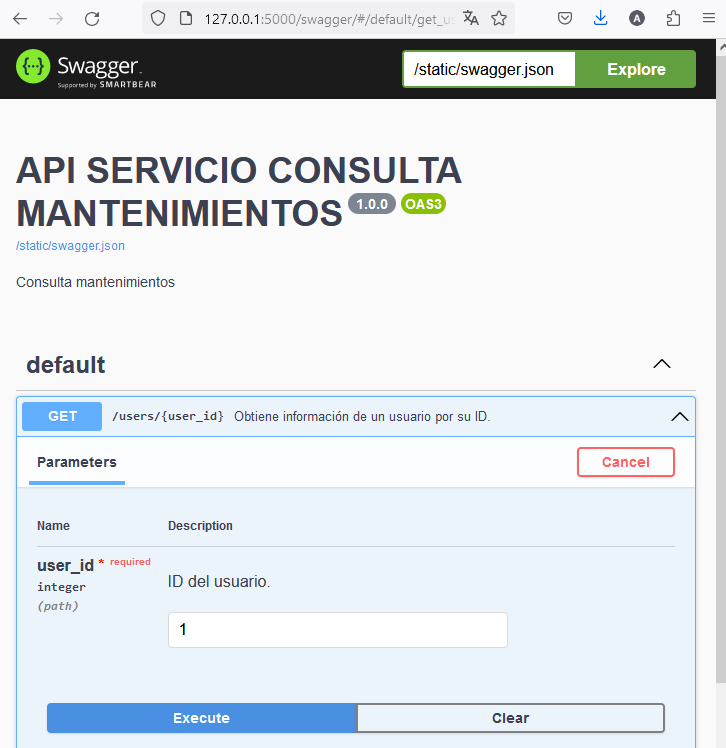 127.0.0.1:5000/swagger/#/default/get_us
A
Swagger.
Supported by SMARTBEAR
/static/swagger.json
Explore
API SERVICIO CONSULTA
MANTENIMIENTOS 1.0.0 OAS3
/static/swagger.json
Consulta mantenimientos
default
GET /users/{user_id} Obtiene información de un usuario por su ID.
Parameters
Cancel
Name Description
user_id * required
integer
(path)
ID del usuario.
1
Execute Clear